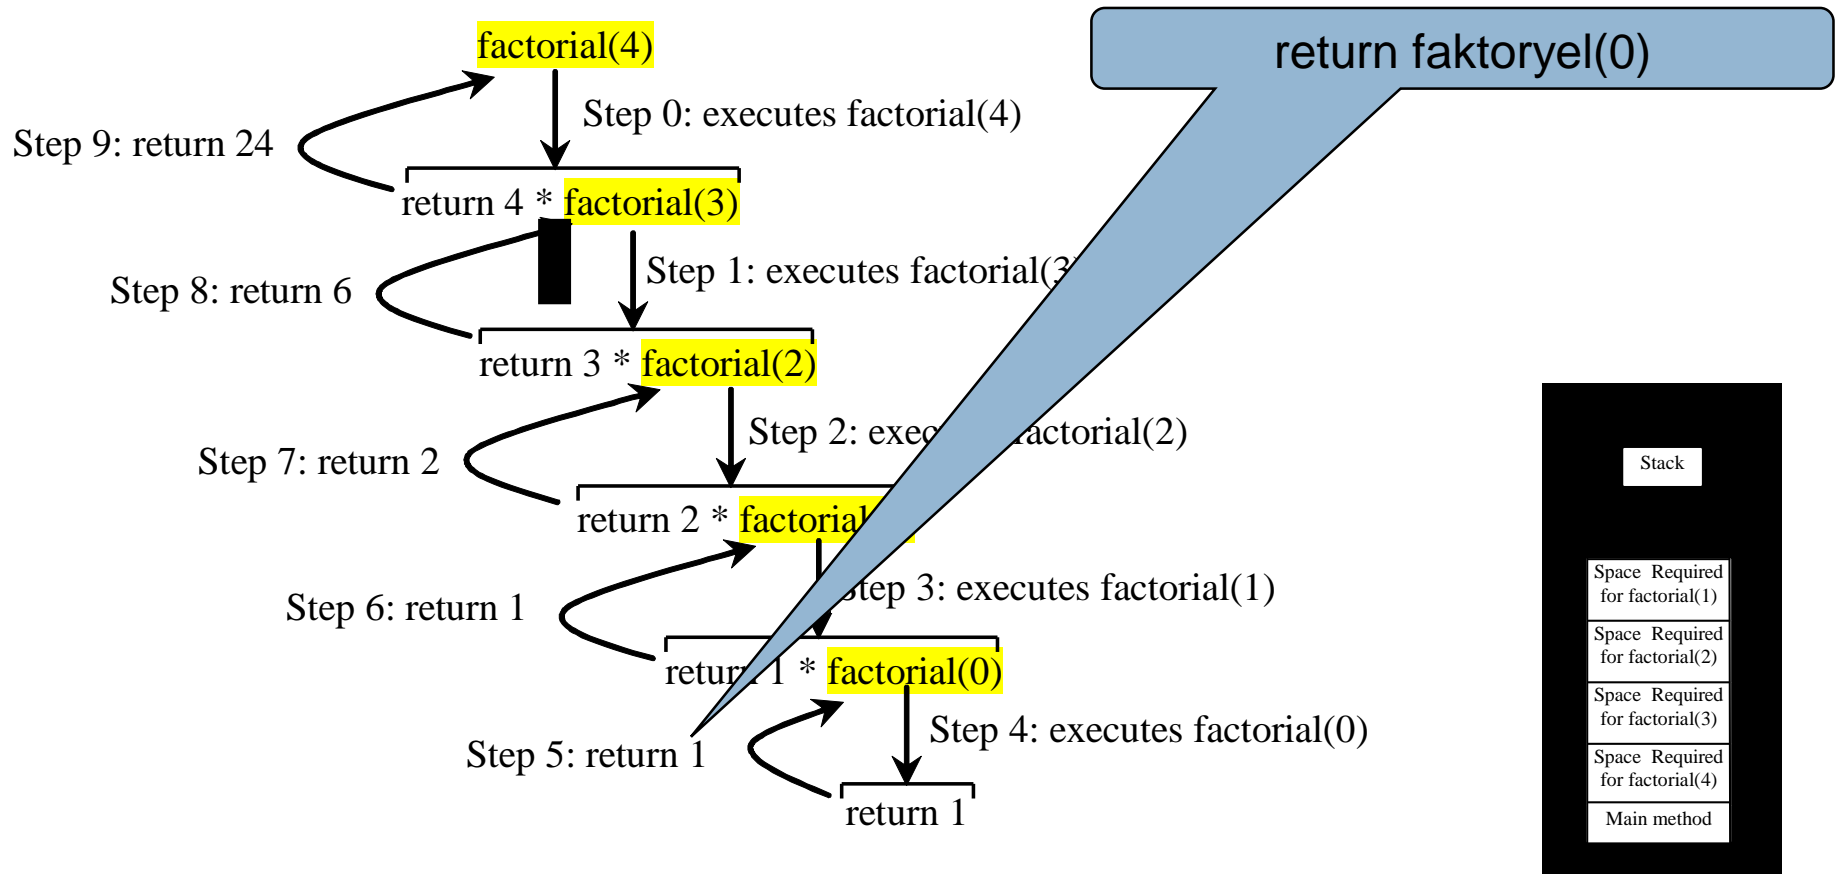 factorial(4)
return faktoryel(0)
Step 0: executes factorial(4)
Step 9: return 24
return 4 * factorial(3)
Step 1: executes factorial(3
Step 8: return 6
return 3 * factorial(2)
Step 2: exec actorial(2)
Step 7: return 2
return 2 * factorial
Step 3: executes factorial(1)
Step 6: return 1
return 1 * factorial(0)
Step 4: executes factorial(0)
Step 5: return 1
return 1
Stack
Space Required
for factorial(1)
Space Required
for factorial(2)
Space Required
for factorial(3)
Space Required
for factorial(4)
Main method